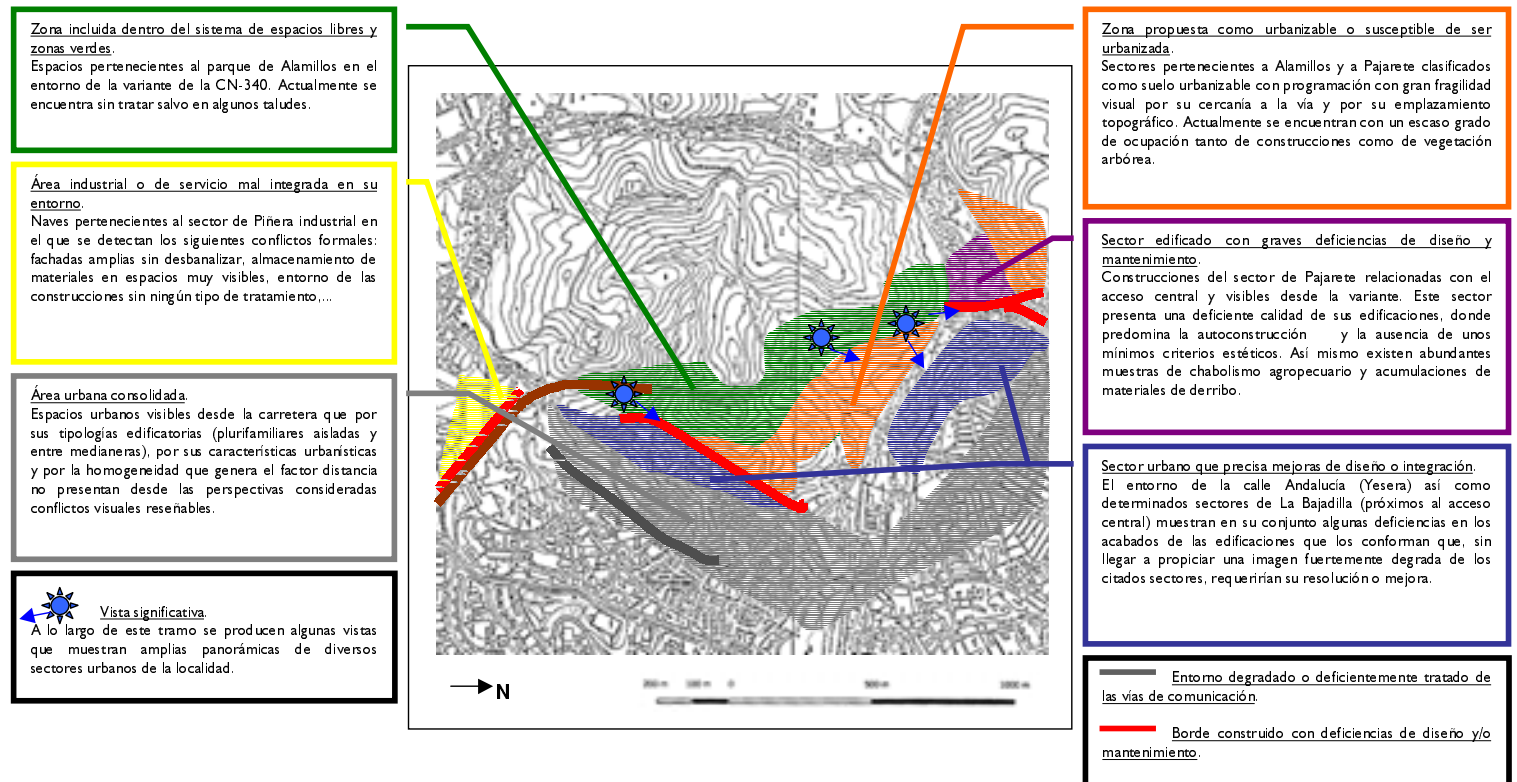 Zona incluida dentro del sistema de espacios libres y
zonas verdes.
Espacios pertenecientes al parque de Alamillos en el
entorno de la variante de la CN-340. Actualmente se
encuentra sin tratar salvo en algunos taludes.
Área industrial o de servicio mal integrada en su
entorno.
Naves pertenecientes al sector de Piñera industrial en
el que se detectan los siguientes conflictos formales:
fachadas amplias sin desbanalizar, almacenamiento de
materiales en espacios muy visibles, entorno de las
construcciones sin ningún tipo de tratamiento,...
Área urbana consolidada.
Espacios urbanos visibles desde la carretera que por
sus tipologías edificatorias (plurifamiliares aisladas y
entre medianeras), por sus características urbanísticas
y por la homogeneidad que genera el factor distancia
no presentan desde las perspectivas consideradas
conflictos visuales reseñables.
Vista significativa.
A lo largo de este tramo se producen algunas vistas
que muestran amplias panorámicas de diversos
sectores urbanos de la localidad.
N
250 m 100 m 0 500 m 1000 m
Zona propuesta como urbanizable o susceptible de ser
urbanizada.
Sectores pertenecientes a Alamillos y a Pajarete clasificados
como suelo urbanizable con programación con gran fragilidad
visual por su cercanía a la vía y por su emplazamiento
topográfico. Actualmente se encuentran con un escaso grado
de ocupación tanto de construcciones como de vegetación
arbórea.
Sector edificado con graves deficiencias de diseño y
mantenimiento.
Construcciones del sector de Pajarete relacionadas con el
acceso central y visibles desde la variante. Este sector
presenta una deficiente calidad de sus edificaciones, donde
predomina la autoconstrucción y la ausencia de unos
mínimos criterios estéticos. Así mismo existen abundantes
muestras de chabolismo agropecuario y acumulaciones de
materiales de derribo.
Sector urbano que precisa mejoras de diseño o integración.
El entorno de la calle Andalucía (Yesera) así como
determinados sectores de La Bajadilla (próximos al acceso
central) muestran en su conjunto algunas deficiencias en los
acabados de las edificaciones que los conforman que, sin
llegar a propiciar una imagen fuertemente degrada de los
citados sectores, requerirían su resolución o mejora.
Entorno degradado o deficientemente tratado de
las vías de comunicación.
Borde construido con deficiencias de diseño y/o
mantenimiento.